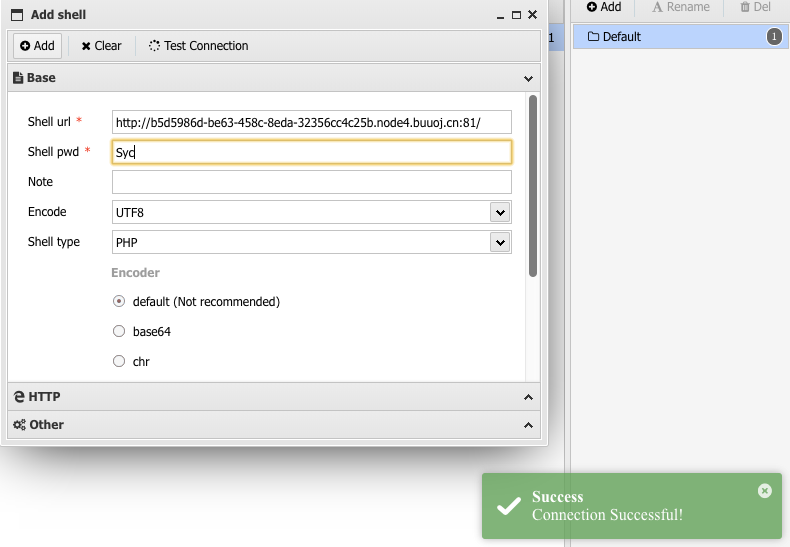 Add shell
Add Clear Test Connection
Base
Shell url * http://b5d5986d-be63-458c-8eda-32356cc4c25b.node4.buuoj.cn:81/
Shell pwd * Syc
Note
Encode UTF8
Shell type PHP
Encoder
default (Not recommended)
base64
chr
HTTP
Other
1
Add Rename Del
Default 1
Success
Connection Successful!